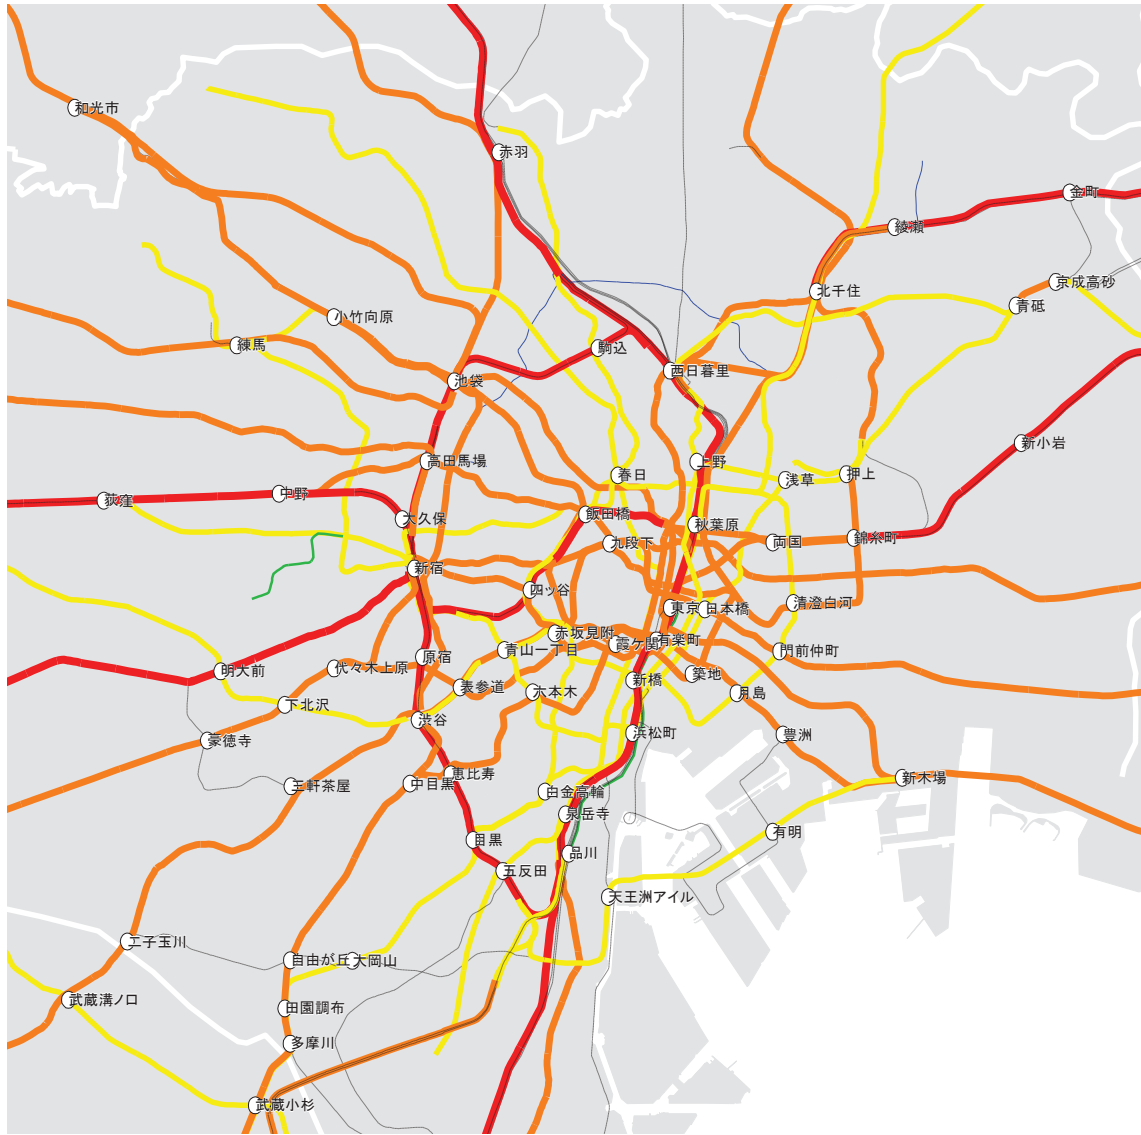 和光市
赤羽
金町
綾瀬
京成高砂
北千住
青砥
小竹向原
練馬
駒込
西日暮里
池袋
新小岩
高田馬場
上野
春日
浅草
押上
中野
荻窪
飯田橋
大久保
秋葉原
九段下
両国
錦糸町
新宿
四ッ谷
東京
日本橋
清澄白河
赤坂見附
霞ケ関
有楽町
青山一丁目
門前仲町
原宿
代々木上原
明大前
表参道
六本木
新橋
築地
月島
下北沢
渋谷
浜松町
豊洲
豪徳寺
恵比寿
中目黒
三軒茶屋
新木場
白金高輪
泉岳寺
有明
目黒
品川
五反田
天王洲アイル
二子玉川
自由が丘
大岡山
武蔵溝ノ口
田園調布
多摩川
武蔵小杉